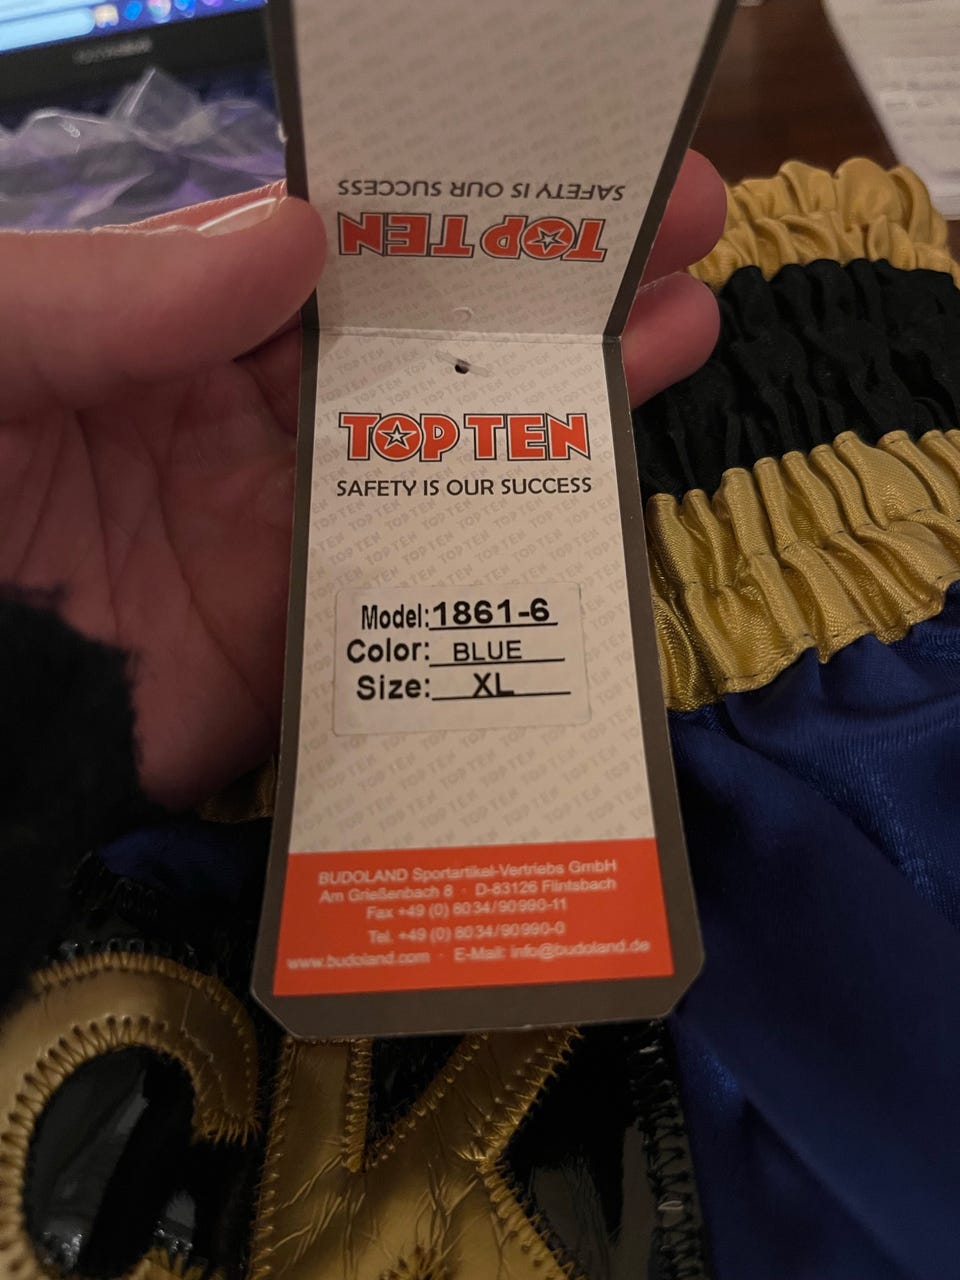 SAFETY IS OUR SUCCESS
TOP TEN
TOP TEN
SAFETY IS OUR SUCCESS
Model: 1861-6
Color: BLUE
Size: XL
BUDOLAND Sportartikel-Vertriebs GmbH
Am Grießenbach 8 · D-83126 Flintsbach
Fax +49 (0) 8034/90990-11
Tel. +49 (0) 8034/90990-0
www.budoland.com · E-Mail: info@budoland.de